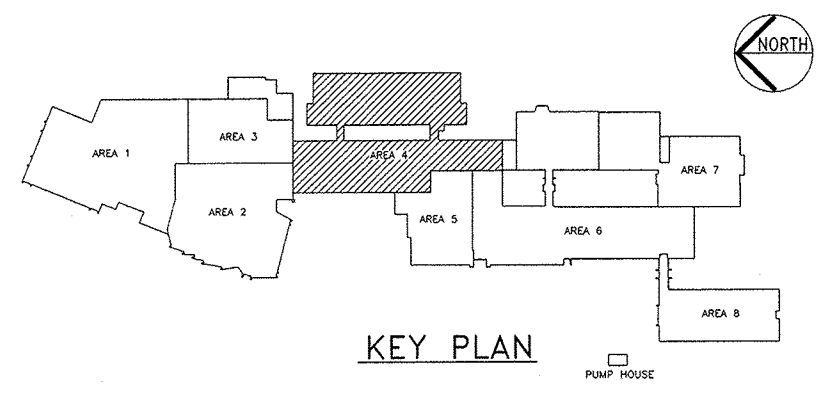 NORTH
AREA 1
AREA 3
AREA 4
AREA 7
AREA 2
AREA 5
AREA 6
AREA 8
KEY PLAN
PUMP HOUSE